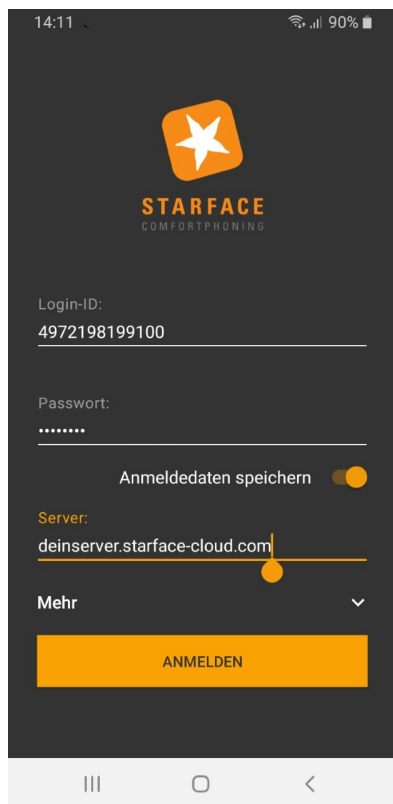 14:11
90%
STARFACE
COMFORTPHONING
Login-ID:
4972198199100
Passwort:
••••••••
Anmeldedaten speichern
Server:
deinserver.starface-cloud.com
Mehr
ANMELDEN